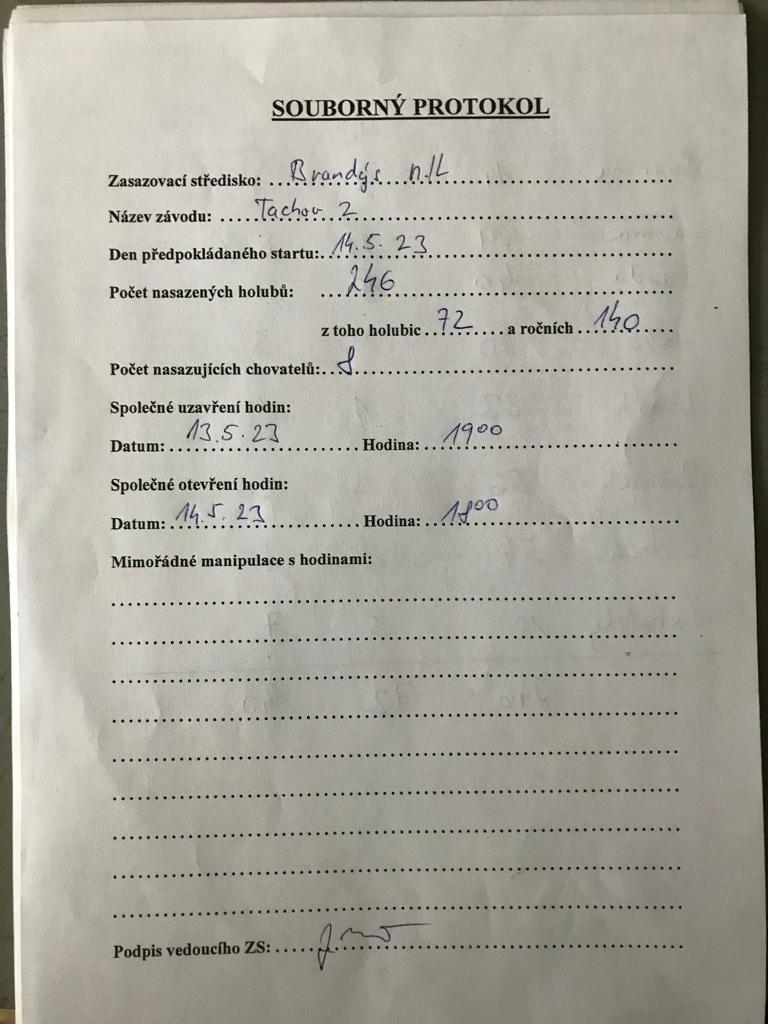 SOUBORNÝ PROTOKOL
Zasazovací středisko: Brandýs n/L
Název závodu: Tachov 2
Den předpokládaného startu: 14.5.23
Počet nasazených holubů: 246
z toho holubic 72 a ročních 140
Počet nasazujících chovatelů: 8
Společné uzavření hodin:
Datum: 13.5.23 Hodina: 19⁰⁰
Společné otevření hodin:
Datum: 14.5.23 Hodina: 18⁰⁰
Mimořádné manipulace s hodinami:
Podpis vedoucího ZS: